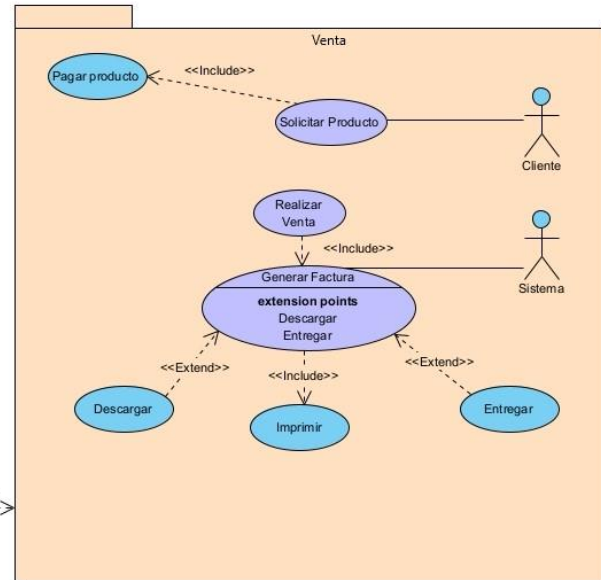 Venta
Pagar producto
<<Include>>
Solicitar Producto
Cliente
Realizar
Venta
<<Include>>
Generar Factura
Sistema
extension points
Descargar
Entregar
<<Extend>>
<<Include>>
<<Extend>>
Descargar
Imprimir
Entregar